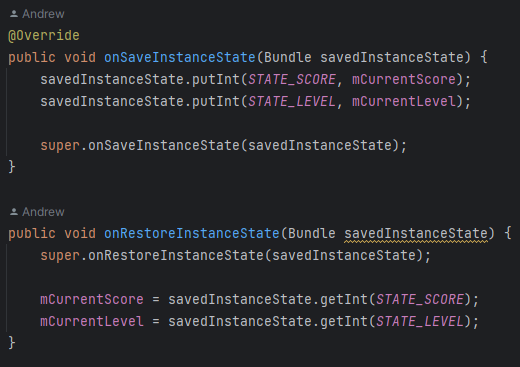 Andrew
@Override
public void onSaveInstanceState(Bundle savedInstanceState) {
    savedInstanceState.putInt(STATE_SCORE, mCurrentScore);
    savedInstanceState.putInt(STATE_LEVEL, mCurrentLevel);

    super.onSaveInstanceState(savedInstanceState);
}

Andrew
public void onRestoreInstanceState(Bundle savedInstanceState) {
    super.onRestoreInstanceState(savedInstanceState);

    mCurrentScore = savedInstanceState.getInt(STATE_SCORE);
    mCurrentLevel = savedInstanceState.getInt(STATE_LEVEL);
}